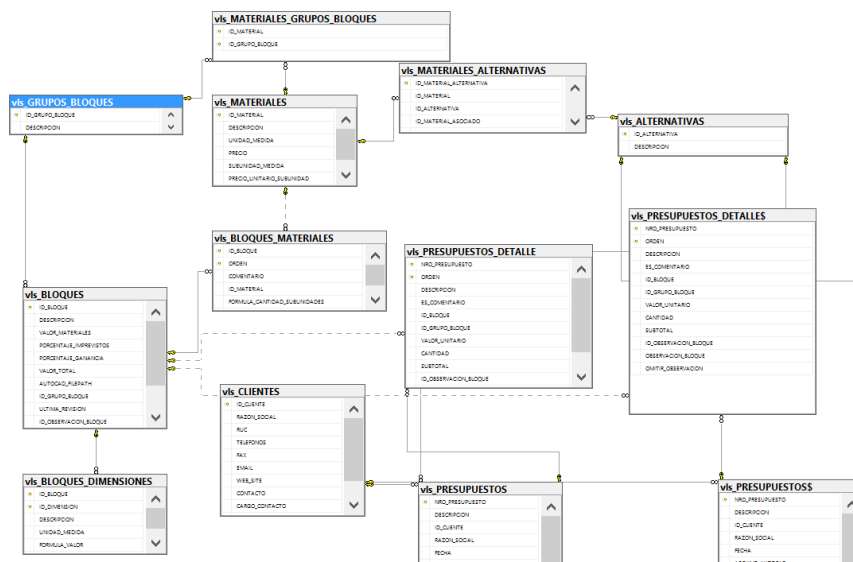 vls_MATERIALES_GRUPOS_BLOQUES
ID_MATERIAL
ID_GRUPO_BLOQUE
vls_GRUPOS_BLOQUES
ID_GRUPO_BLOQUE
DESCRIPCION
vls_MATERIALES
ID_MATERIAL
DESCRIPCION
UNIDAD_MEDIDA
PRECIO
SUBUNIDAD_MEDIDA
PRECIO_UNITARIO_SUBUNIDAD
vls_MATERIALES_ALTERNATIVAS
ID_MATERIAL_ALTERNATIVA
ID_MATERIAL
ID_ALTERNATIVA
ID_MATERIAL_ASOCIADO
vls_ALTERNATIVAS
ID_ALTERNATIVA
DESCRIPCION
vls_BLOQUES_MATERIALES
ID_BLOQUE
ORDEN
COMENTARIO
ID_MATERIAL
FORMULA_CANTIDAD_SUBUNIDADES
vls_PRESUPUESTOS_DETALLE
NRO_PRESUPUESTO
ORDEN
DESCRIPCION
ES_COMENTARIO
ID_BLOQUE
ID_GRUPO_BLOQUE
VALOR_UNITARIO
CANTIDAD
SUBTOTAL
ID_OBSERVACION_BLOQUE
vls_PRESUPUESTOS_DETALLE$
NRO_PRESUPUESTO
ORDEN
DESCRIPCION
ES_COMENTARIO
ID_BLOQUE
ID_GRUPO_BLOQUE
VALOR_UNITARIO
CANTIDAD
SUBTOTAL
ID_OBSERVACION_BLOQUE
OBSERVACION_BLOQUE
OMITIR_OBSERVACION
vls_BLOQUES
ID_BLOQUE
DESCRIPCION
VALOR_MATERIALES
PORCENTAJE_IMPREVISTOS
PORCENTAJE_GANANCIA
VALOR_TOTAL
AUTOCAD_FILEPATH
ID_GRUPO_BLOQUE
ULTIMA_REVISION
ID_OBSERVACION_BLOQUE
vls_CLIENTES
ID_CLIENTE
RAZON_SOCIAL
RUC
TELEFONOS
FAX
EMAIL
WEB_SITE
CONTACTO
CARGO_CONTACTO
vls_BLOQUES_DIMENSIONES
ID_BLOQUE
ID_DIMENSION
DESCRIPCION
UNIDAD_MEDIDA
FORMULA_VALOR
vls_PRESUPUESTOS
NRO_PRESUPUESTO
DESCRIPCION
ID_CLIENTE
RAZON_SOCIAL
FECHA
vls_PRESUPUESTOS$
NRO_PRESUPUESTO
DESCRIPCION
ID_CLIENTE
RAZON_SOCIAL
FECHA